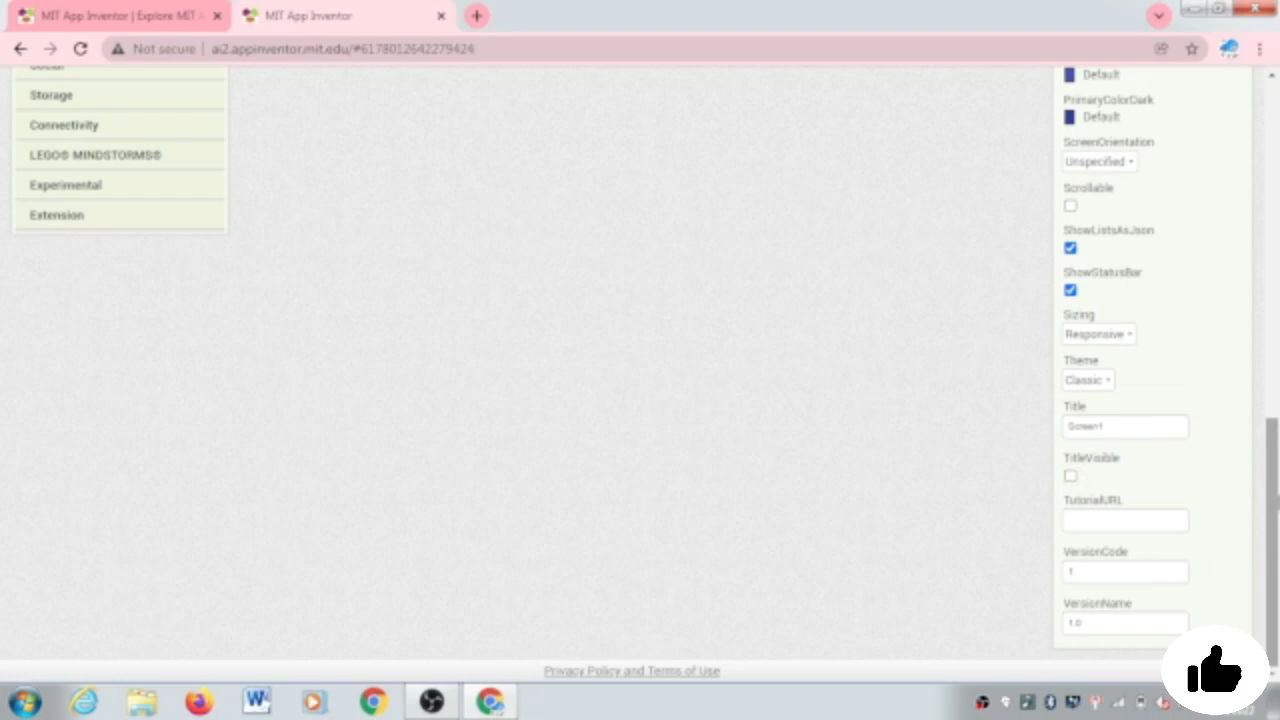 MIT App Inventor | Explore MIT A
MIT App Inventor
Not secure
ai2.appinventor.mit.edu/#6178012642279424
Social
Storage
Connectivity
LEGO® MINDSTORMS®
Experimental
Extension
Default
PrimaryColorDark
Default
ScreenOrientation
Unspecified
Scrollable
ShowListsAsJson
ShowStatusBar
Sizing
Responsive
Theme
Classic
Title
Screen1
TitleVisible
TutorialURL
VersionCode
1
VersionName
1.0
Privacy Policy and Terms of Use